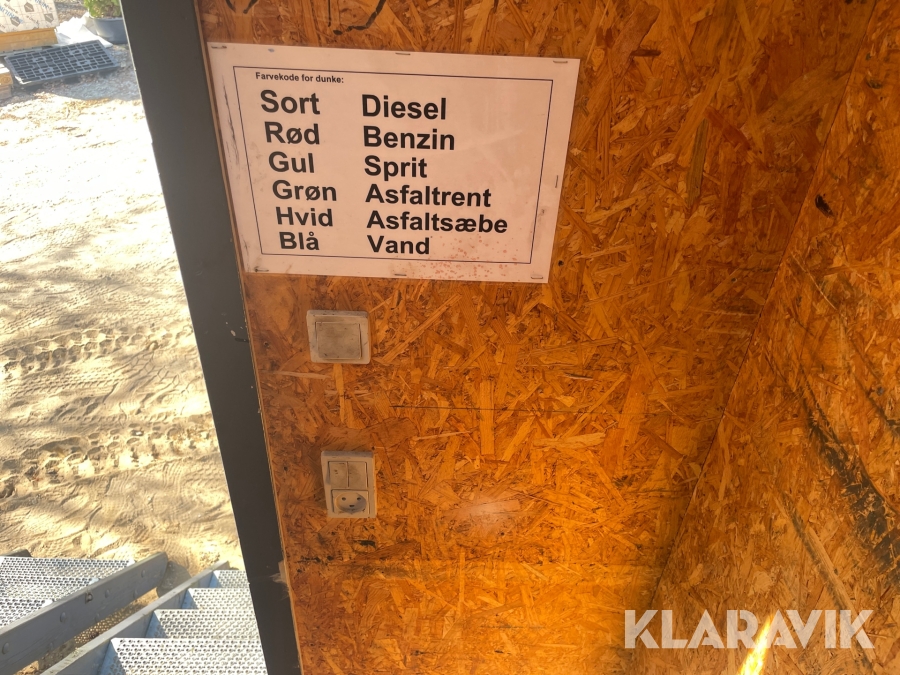 Farvekode for dunke:
Sort Diesel
Rød Benzin
Gul Sprit
Grøn Asfaltrent
Hvid Asfaltsæbe
Blå Vand
KLARAVIK